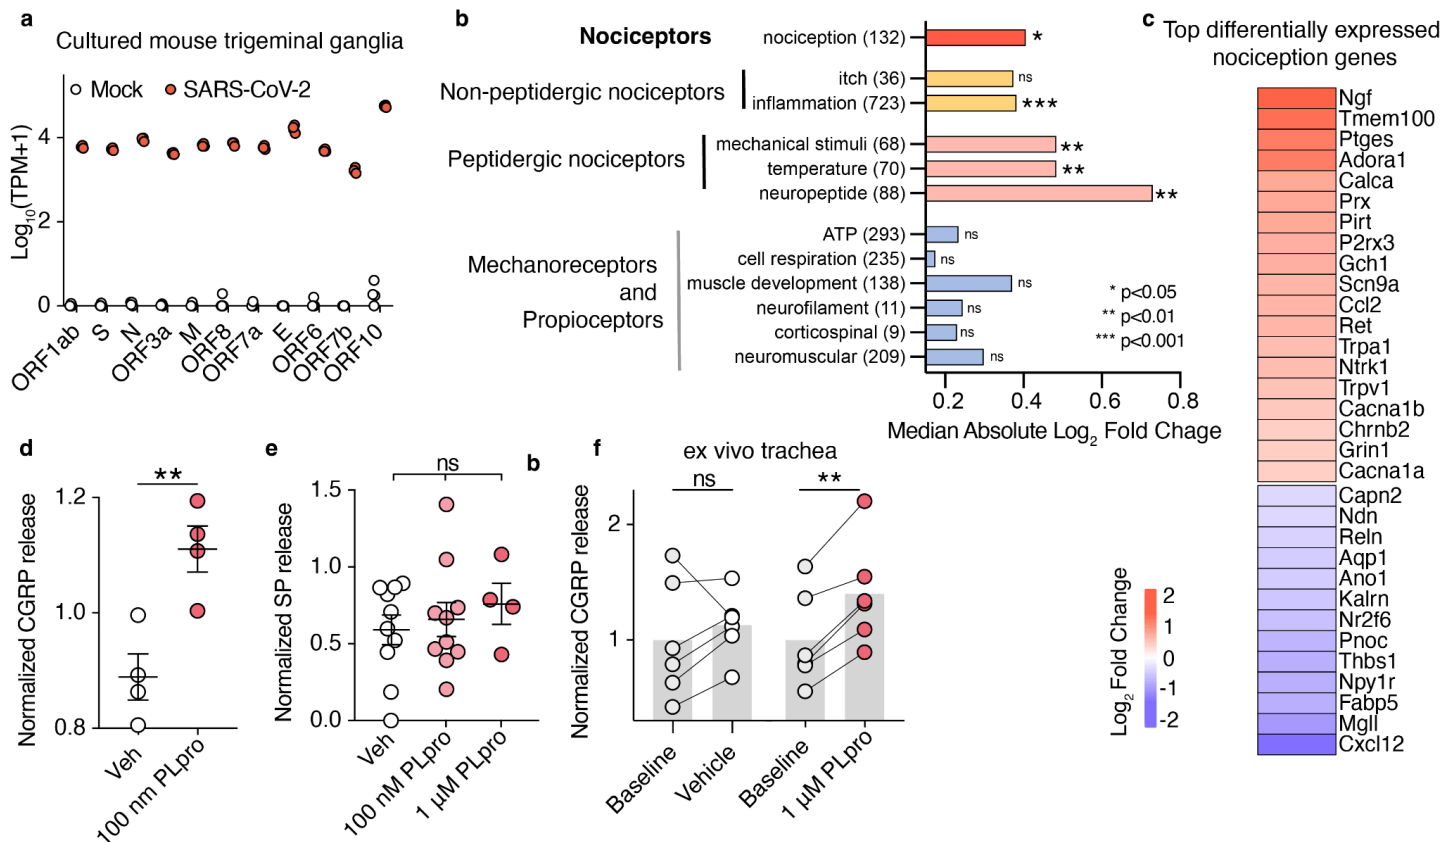 a
Cultured mouse trigeminal ganglia
Mock
SARS-CoV-2
Log10(TPM+1)
4
2
0
ORF1ab
S
N
ORF3a
M
ORF8
ORF7a
E
ORF6
ORF7b
ORF10
b
Nociceptors
nociception (132)
*
Non-peptidergic nociceptors
itch (36)
ns
inflammation (723)
***
Peptidergic nociceptors
mechanical stimuli (68)
**
temperature (70)
**
neuropeptide (88)
**
Mechanoreceptors
and
Propioceptors
ATP (293)
ns
cell respiration (235)
ns
muscle development (138)
ns
neurofilament (11)
ns
corticospinal (9)
ns
neuromuscular (209)
ns
* p<0.05
** p<0.01
*** p<0.001
0.2
0.4
0.6
0.8
Median Absolute Log2 Fold Chage
c
Top differentially expressed
nociception genes
Ngf
Tmem100
Ptges
Adora1
Calca
Prx
Pirt
P2rx3
Gch1
Scn9a
Ccl2
Ret
Trpa1
Ntrk1
Trpv1
Cacna1b
Chrnb2
Grin1
Cacna1a
Capn2
Ndn
Reln
Aqp1
Ano1
Kalrn
Nr2f6
Pnoc
Thbs1
Npy1r
Fabp5
Mgll
Cxcl12
Log2 Fold Change
2
1
0
-1
-2
d
**
Normalized CGRP release
1.2
1.0
0.8
Veh
100 nm PLpro
e
ns
b
Normalized SP release
1.5
1.0
0.5
0.0
Veh
100 nM PLpro
1 µM PLpro
f
ex vivo trachea
ns
**
Normalized CGRP release
2
1
Baseline
Vehicle
Baseline
1 µM PLpro